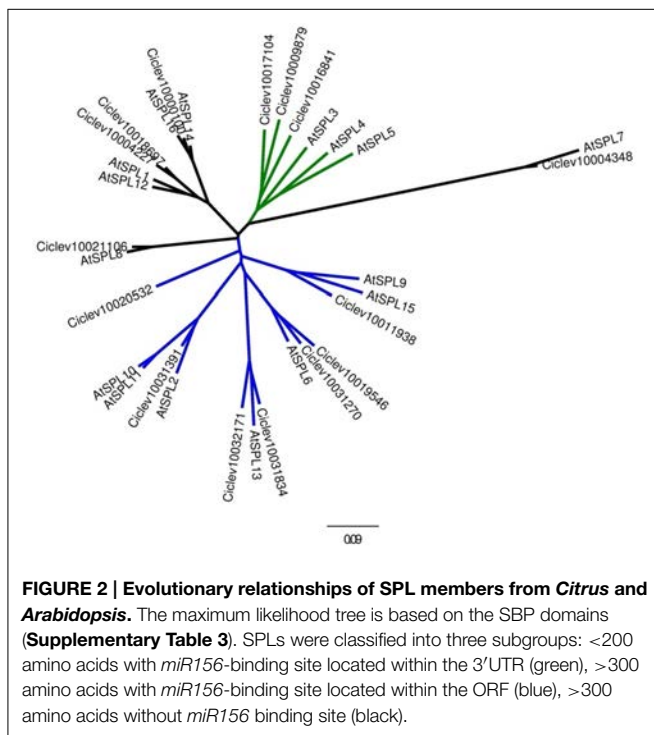 Ciclev10017104
Ciclev10009879
Ciclev10016841
AtSPL3
AtSPL4
AtSPL5
AtSPL7
Ciclev10004348
AtSPL14
Ciclev10018697
Ciclev10004227
AtSPL1
AtSPL12
Ciclev10021106
AtSPL8
Ciclev10020532
AtSPL9
AtSPL15
Ciclev10011938
Ciclev10019546
Ciclev10031270
AtSPL6
AtSPL10
AtSPL11
Ciclev10031391
AtSPL2
Ciclev10032171
AtSPL13
Ciclev10031834
0.09
FIGURE 2 | Evolutionary relationships of SPL members from Citrus and
Arabidopsis. The maximum likelihood tree is based on the SBP domains
(Supplementary Table 3). SPLs were classified into three subgroups: <200
amino acids with miR156-binding site located within the 3′UTR (green), >300
amino acids with miR156-binding site located within the ORF (blue), >300
amino acids without miR156 binding site (black).